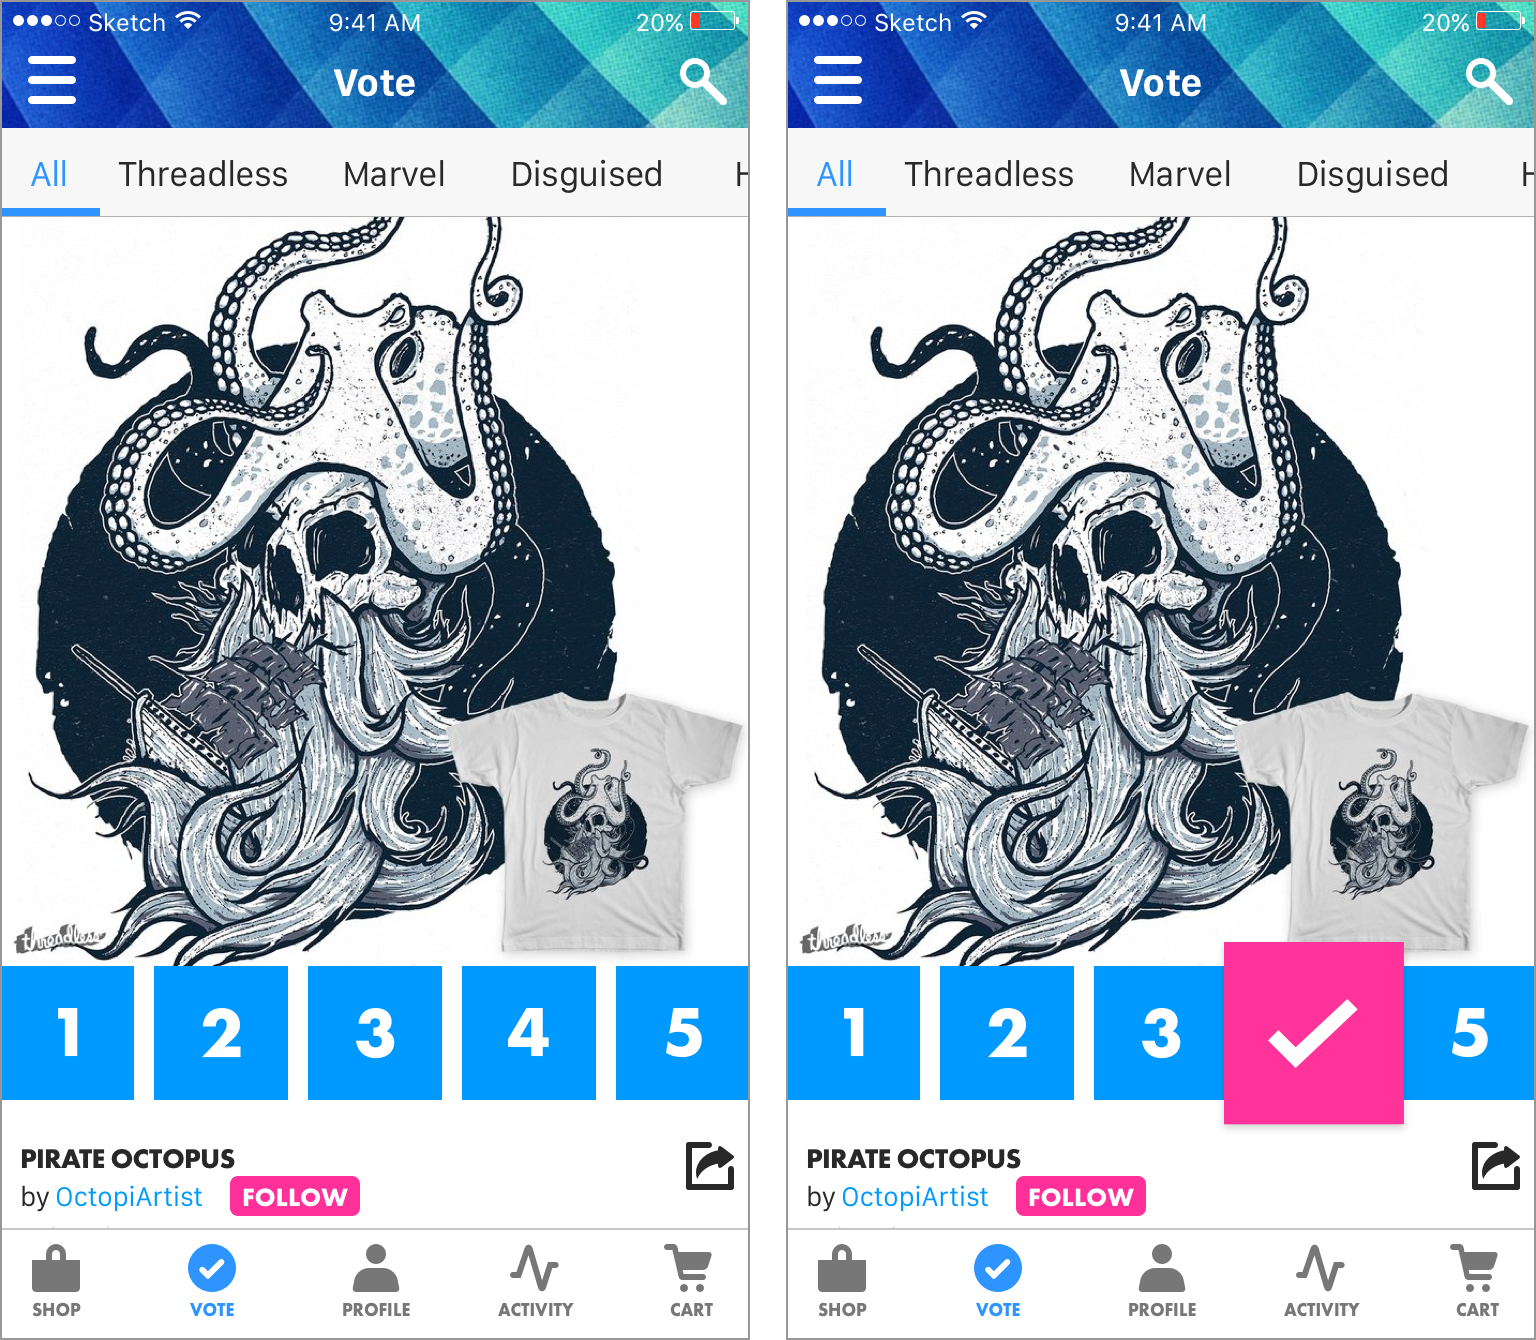 Sketch 9:41 AM 20%
Vote
All Threadless Marvel Disguised H
threadless
1 2 3 4 5
PIRATE OCTOPUS
by OctopiArtist FOLLOW
SHOP VOTE PROFILE ACTIVITY CART
Sketch 9:41 AM 20%
Vote
All Threadless Marvel Disguised H
threadless
1 2 3 5
PIRATE OCTOPUS
by OctopiArtist FOLLOW
SHOP VOTE PROFILE ACTIVITY CART